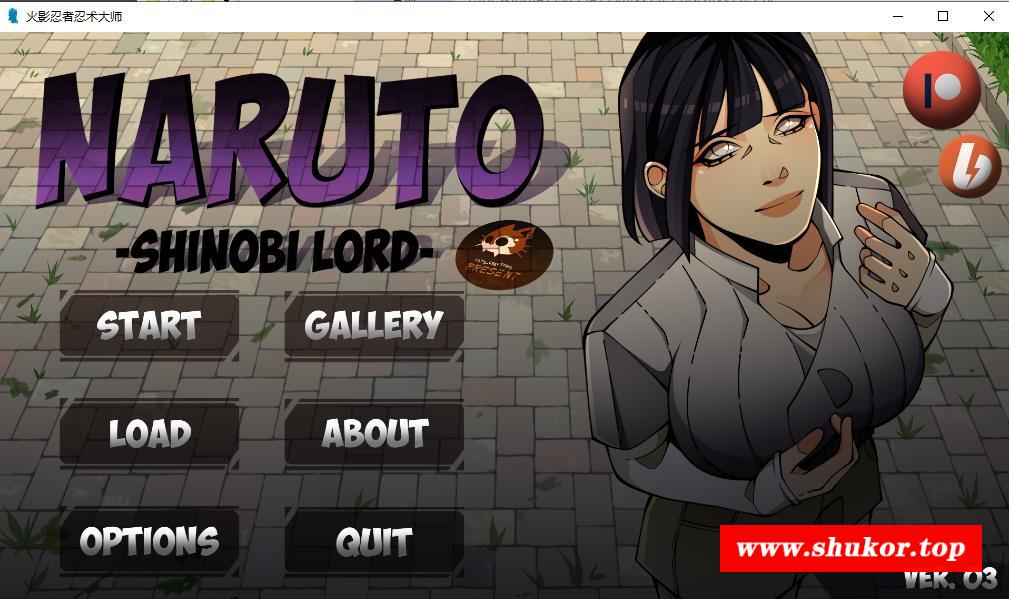 火影忍者忍术大师
NARUTO
-SHINOBI LORD-
PRESENT
START
GALLERY
LOAD
ABOUT
OPTIONS
QUIT
www.shukor.top
VER. 03